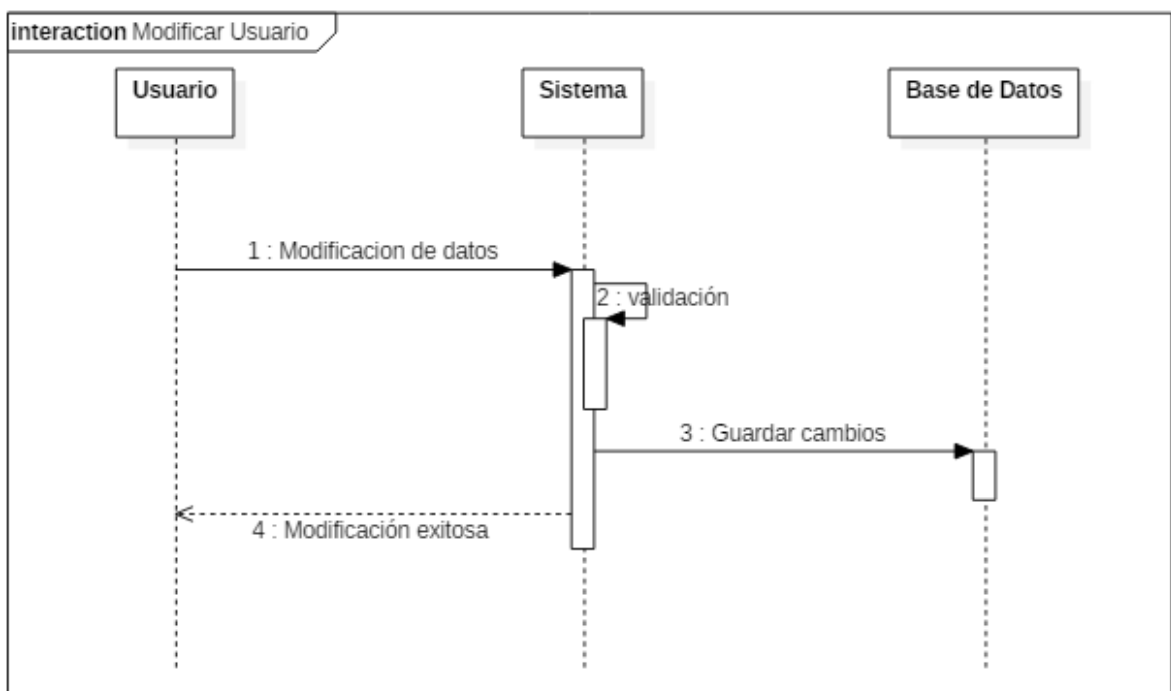 interaction Modificar Usuario
Usuario
Sistema
Base de Datos
1 : Modificacion de datos
2 : validación
3 : Guardar cambios
4 : Modificación exitosa